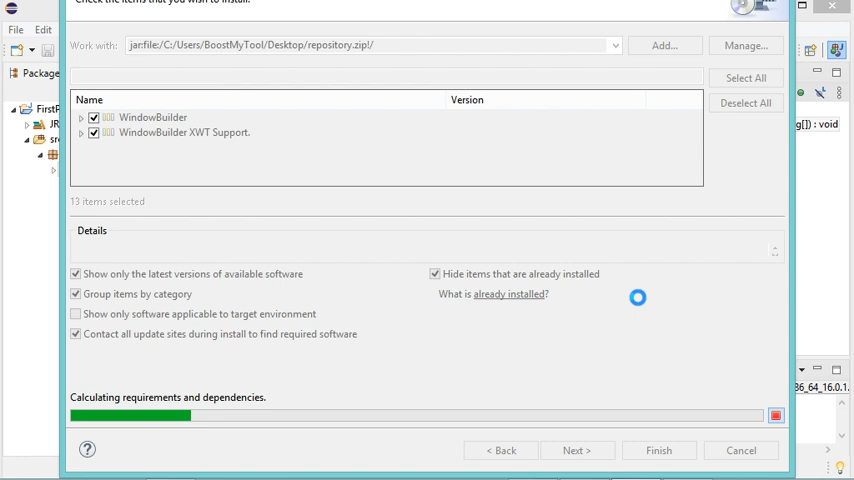 Check the items that you wish to install.
File Edit
Work with: jar:file:/C:/Users/BoostMyTool/Desktop/repository.zip!/ Add... Manage...
Package
Select All
Name Version
Deselect All
FirstP
WindowBuilder
JR
g[]) : void
WindowBuilder XWT Support.
src
13 items selected
Details
Show only the latest versions of available software Hide items that are already installed
Group items by category What is already installed?
Show only software applicable to target environment
Contact all update sites during install to find required software
86_64_16.0.1.
Calculating requirements and dependencies.
< Back Next > Finish Cancel